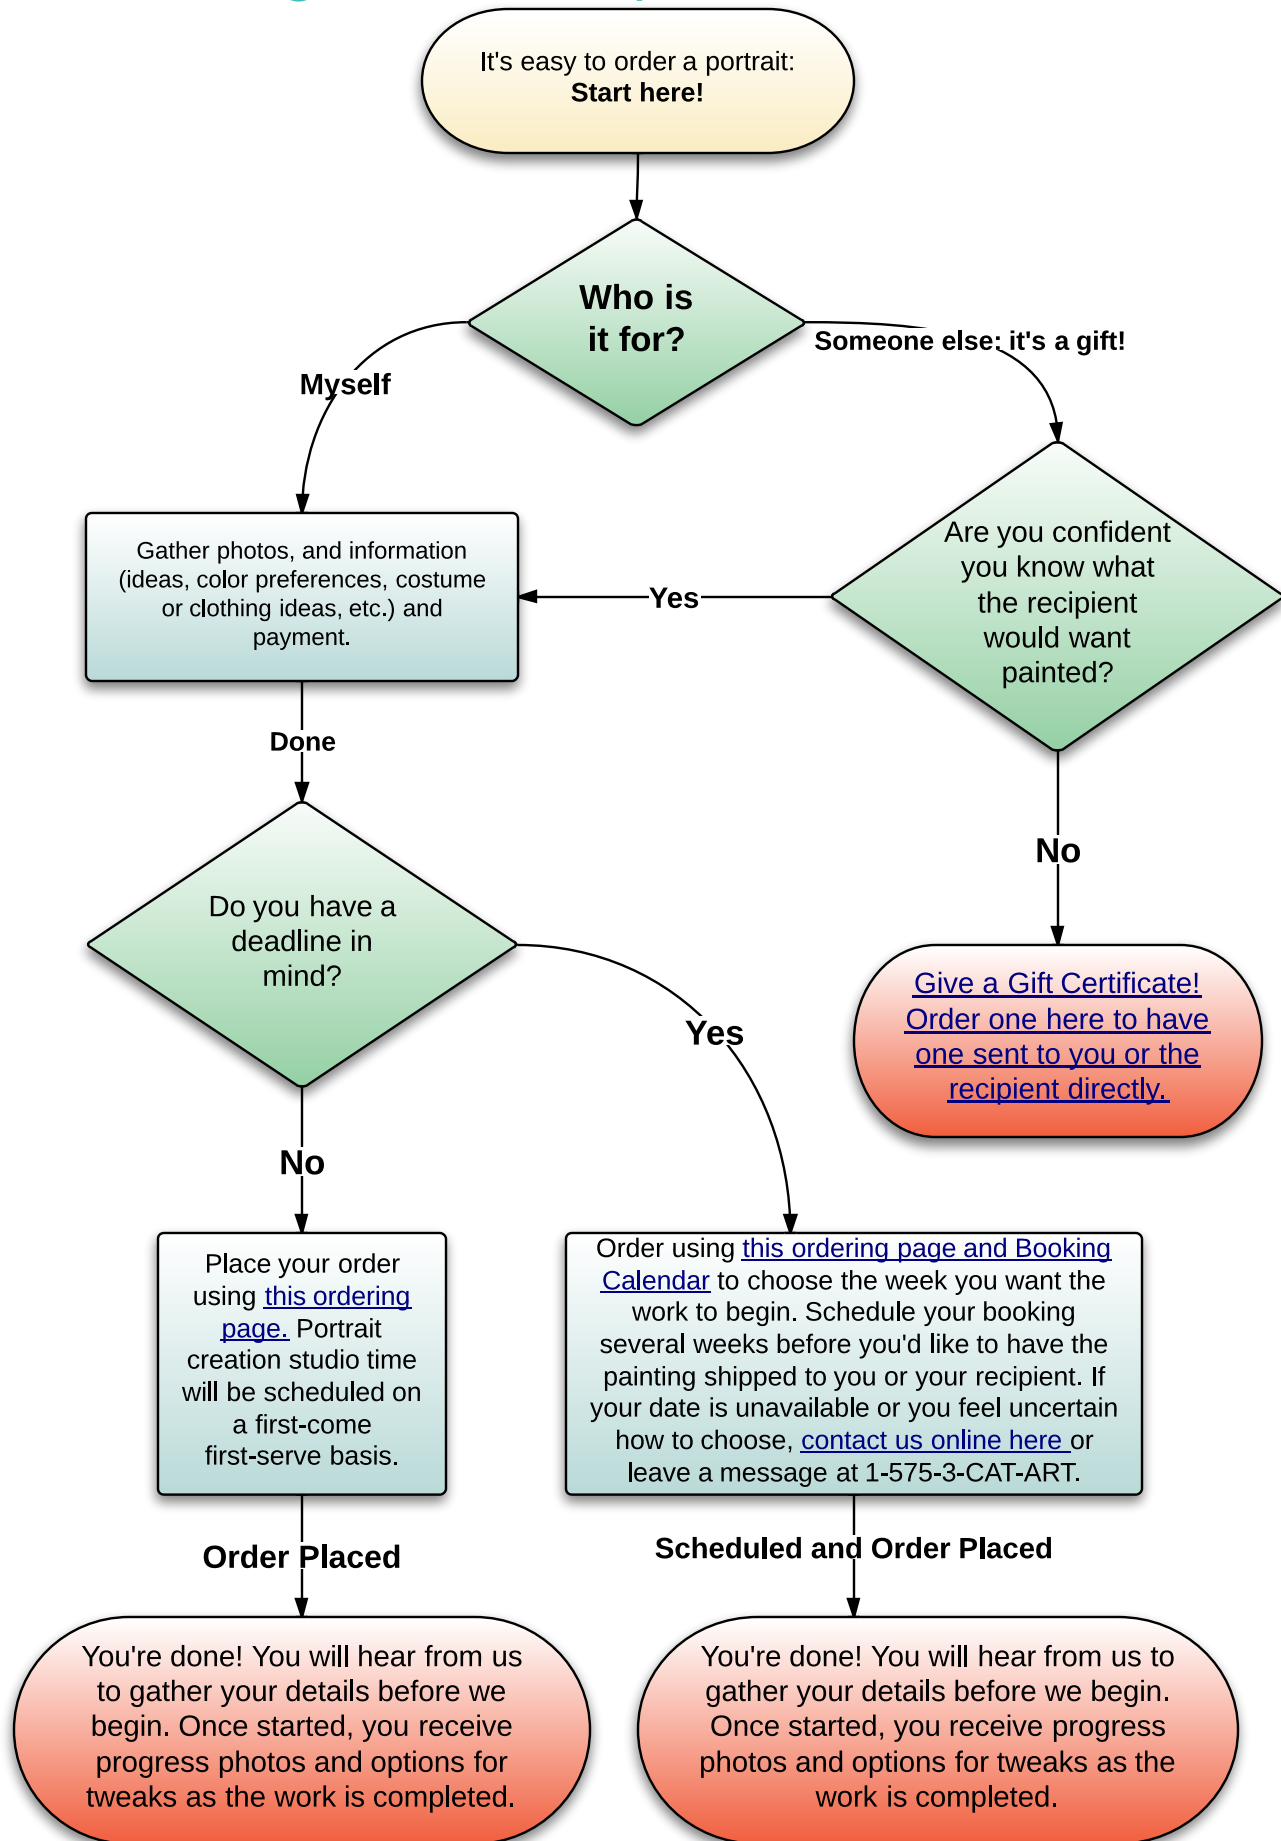 It's easy to order a portrait:
Start here!
Who is
it for?
Myself
Someone else: it's a gift!
Gather photos, and information
(ideas, color preferences, costume
or clothing ideas, etc.) and
payment.
Yes
Are you confident
you know what
the recipient
would want
painted?
Done
No
Do you have a
deadline in
mind?
Yes
Give a Gift Certificate!
Order one here to have
one sent to you or the
recipient directly.
No
Place your order
using this ordering
page. Portrait
creation studio time
will be scheduled on
a first-come
first-serve basis.
Order using this ordering page and Booking
Calendar to choose the week you want the
work to begin. Schedule your booking
several weeks before you'd like to have the
painting shipped to you or your recipient. If
your date is unavailable or you feel uncertain
how to choose, contact us online here or
leave a message at 1-575-3-CAT-ART.
Order Placed
Scheduled and Order Placed
You're done! You will hear from us
to gather your details before we
begin. Once started, you receive
progress photos and options for
tweaks as the work is completed.
You're done! You will hear from us to
gather your details before we begin.
Once started, you receive progress
photos and options for tweaks as the
work is completed.